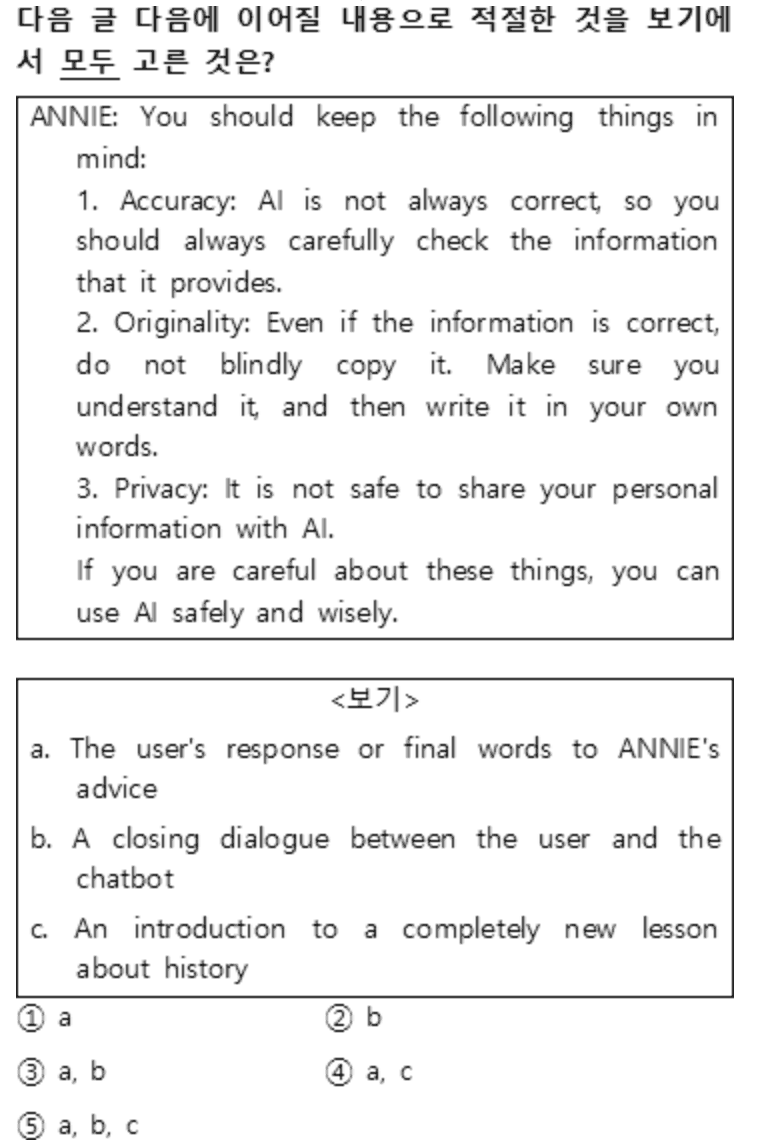 다음 글 다음에 이어질 내용으로 적절한 것을 보기에
서 모두 고른 것은?
ANNIE: You should keep the following things in
mind:
1. Accuracy: AI is not always correct, so you
should always carefully check the information
that it provides.
2. Originality: Even if the information is correct,
do not blindly copy it. Make sure you
understand it, and then write it in your own
words.
3. Privacy: It is not safe to share your personal
information with AI.
If you are careful about these things, you can
use AI safely and wisely.
<보기>
a. The user's response or final words to ANNIE's
advice
b. A closing dialogue between the user and the
chatbot
c. An introduction to a completely new lesson
about history
① a
② b
③ a, b
④ a, c
⑤ a, b, c